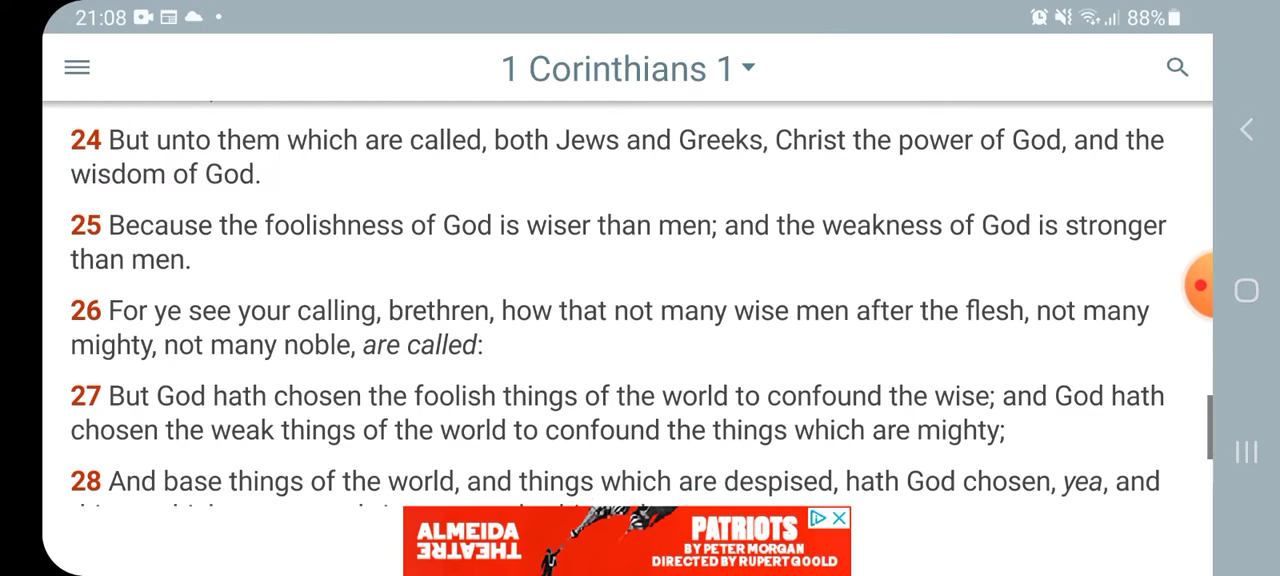 21:08
88%
1 Corinthians 1
24 But unto them which are called, both Jews and Greeks, Christ the power of God, and the
wisdom of God.
25 Because the foolishness of God is wiser than men; and the weakness of God is stronger
than men.
26 For ye see your calling, brethren, how that not many wise men after the flesh, not many
mighty, not many noble, are called:
27 But God hath chosen the foolish things of the world to confound the wise; and God hath
chosen the weak things of the world to confound the things which are mighty;
28 And base things of the world, and things which are despised, hath God chosen, yea, and
ALMEIDA
THEATRE
PATRIOTS
BY PETER MORGAN
DIRECTED BY RUPERT GOOLD